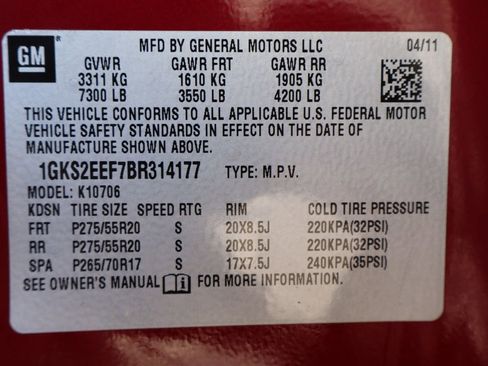 GM
MFD BY GENERAL MOTORS LLC 04/11
GVWR GAWR FRT GAWR RR
3311 KG 1610 KG 1905 KG
7300 LB 3550 LB 4200 LB
THIS VEHICLE CONFORMS TO ALL APPLICABLE U.S. FEDERAL MOTOR
VEHICLE SAFETY STANDARDS IN EFFECT ON THE DATE OF
MANUFACTURE SHOWN ABOVE.
1GKS2EEF7BR314177 TYPE: M.P.V.
MODEL: K10706
KDSN TIRE SIZE SPEED RTG RIM COLD TIRE PRESSURE
FRT P275/55R20 S 20X8.5J 220KPA(32PSI)
RR P275/55R20 S 20X8.5J 220KPA(32PSI)
SPA P265/70R17 S 17X7.5J 240KPA(35PSI)
SEE OWNER'S MANUAL FOR MORE INFORMATION.